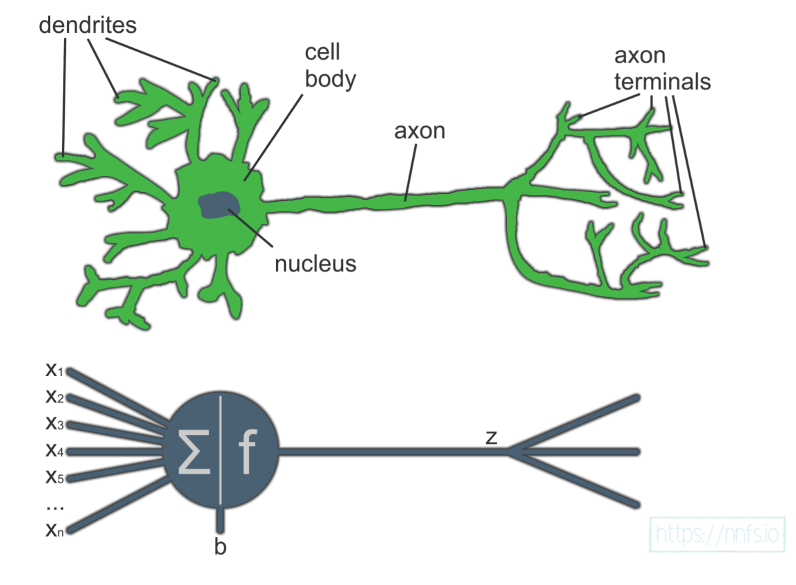 dendrites
cell
body
axon
terminals
axon
nucleus
x₁
x₂
x₃
x₄
x₅
...
xₙ
Σ f
z
b
https://nnfs.io